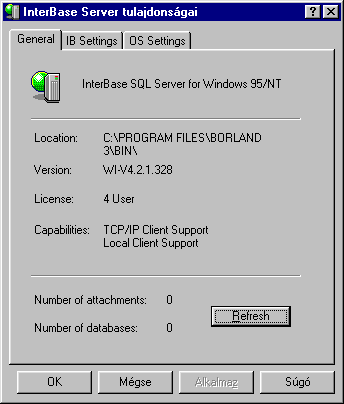 InterBase Server tulajdonságai
General
IB Settings
OS Settings
InterBase SQL Server for Windows 95/NT
Location: C:\PROGRAM FILES\BORLAND
3\BIN\
Version: WI-V4.2.1.328
License: 4 User
Capabilities: TCP/IP Client Support
Local Client Support
Number of attachments: 0
Refresh
Number of databases: 0
OK
Mégse
Alkalmaz
Súgó